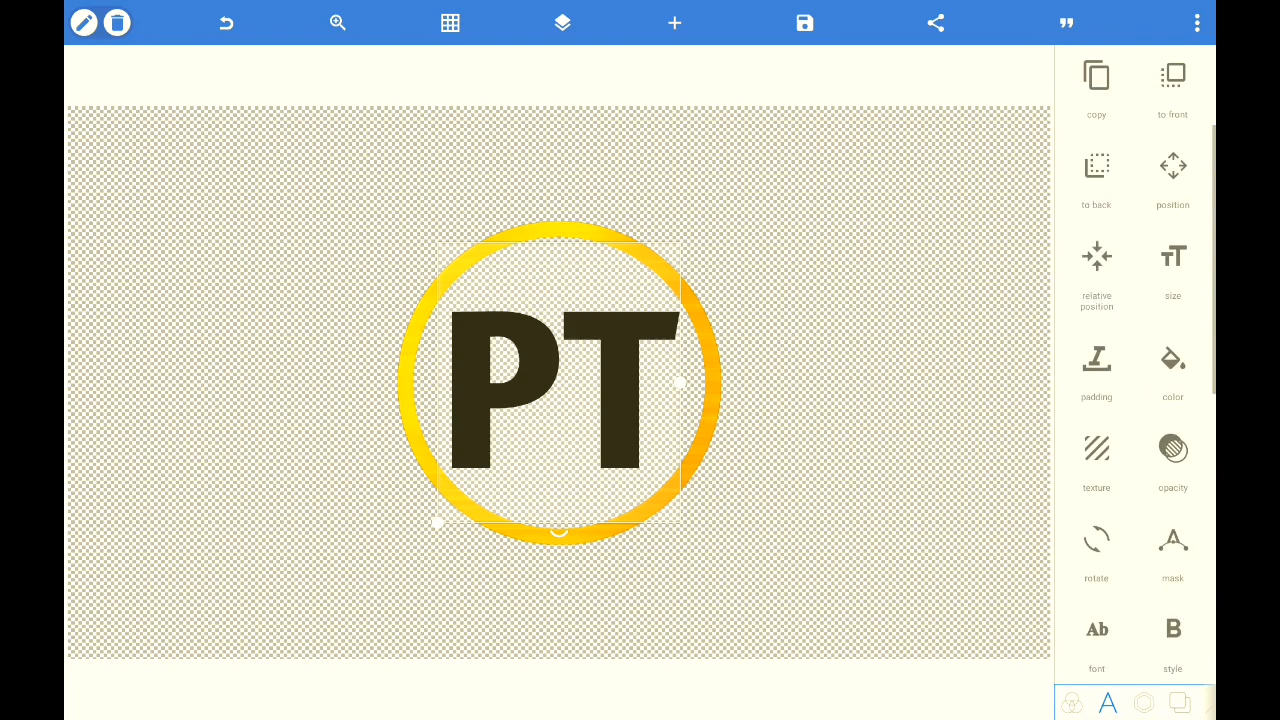 copy
to front
to back
position
relative
position
size
padding
color
texture
opacity
rotate
mask
Ab
B
font
style
A
PT